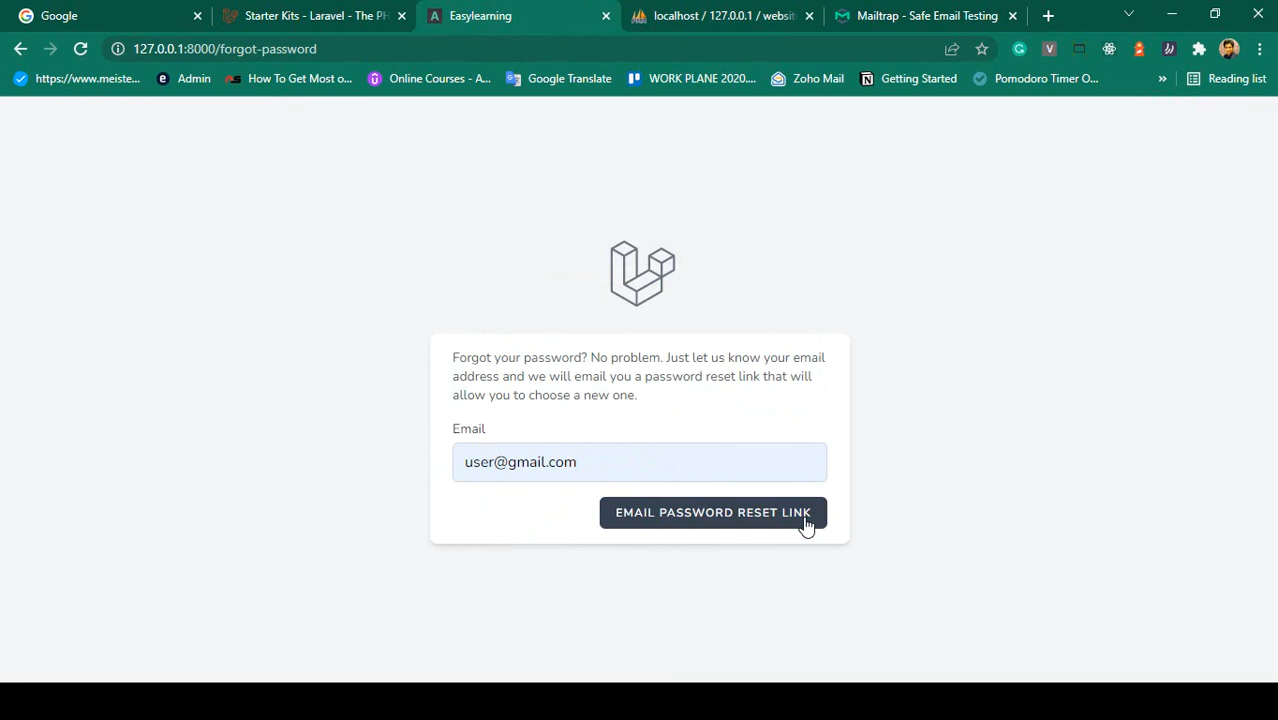 Google
Starter Kits - Laravel - The PH
Easylearning
localhost / 127.0.0.1 / websit
Mailtrap - Safe Email Testing
127.0.0.1:8000/forgot-password
https://www.meiste...
Admin
How To Get Most o...
Online Courses - A...
Google Translate
WORK PLANE 2020....
Zoho Mail
Getting Started
Pomodoro Timer O...
Reading list
Forgot your password? No problem. Just let us know your email
address and we will email you a password reset link that will
allow you to choose a new one.
Email
user@gmail.com
EMAIL PASSWORD RESET LINK